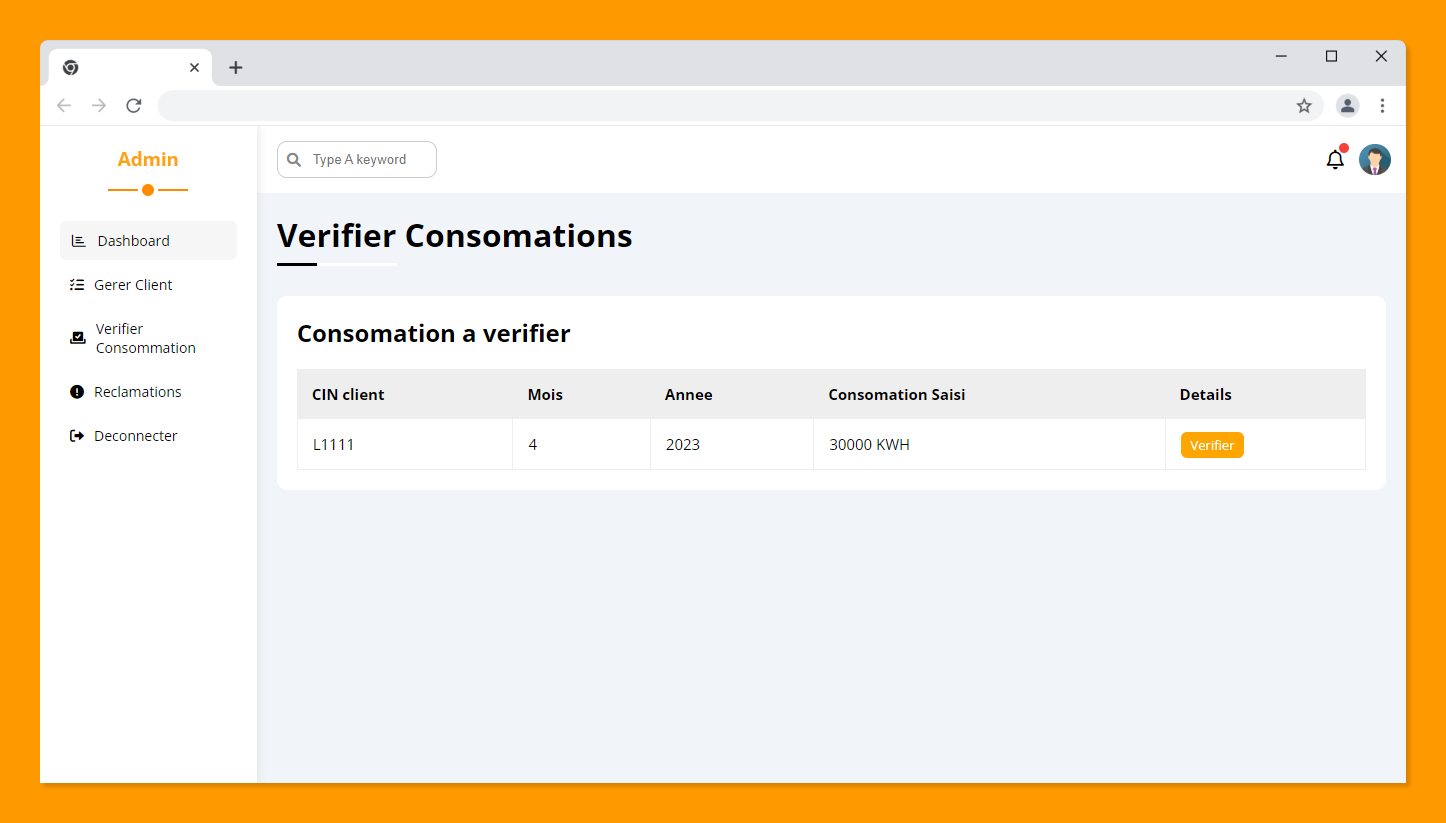 Admin
Type A keyword
Dashboard
Gerer Client
Verifier
Consommation
Reclamations
Deconnecter
Verifier Consomations
Consomation a verifier
CIN client Mois Annee Consomation Saisi Details
L1111 4 2023 30000 KWH Verifier